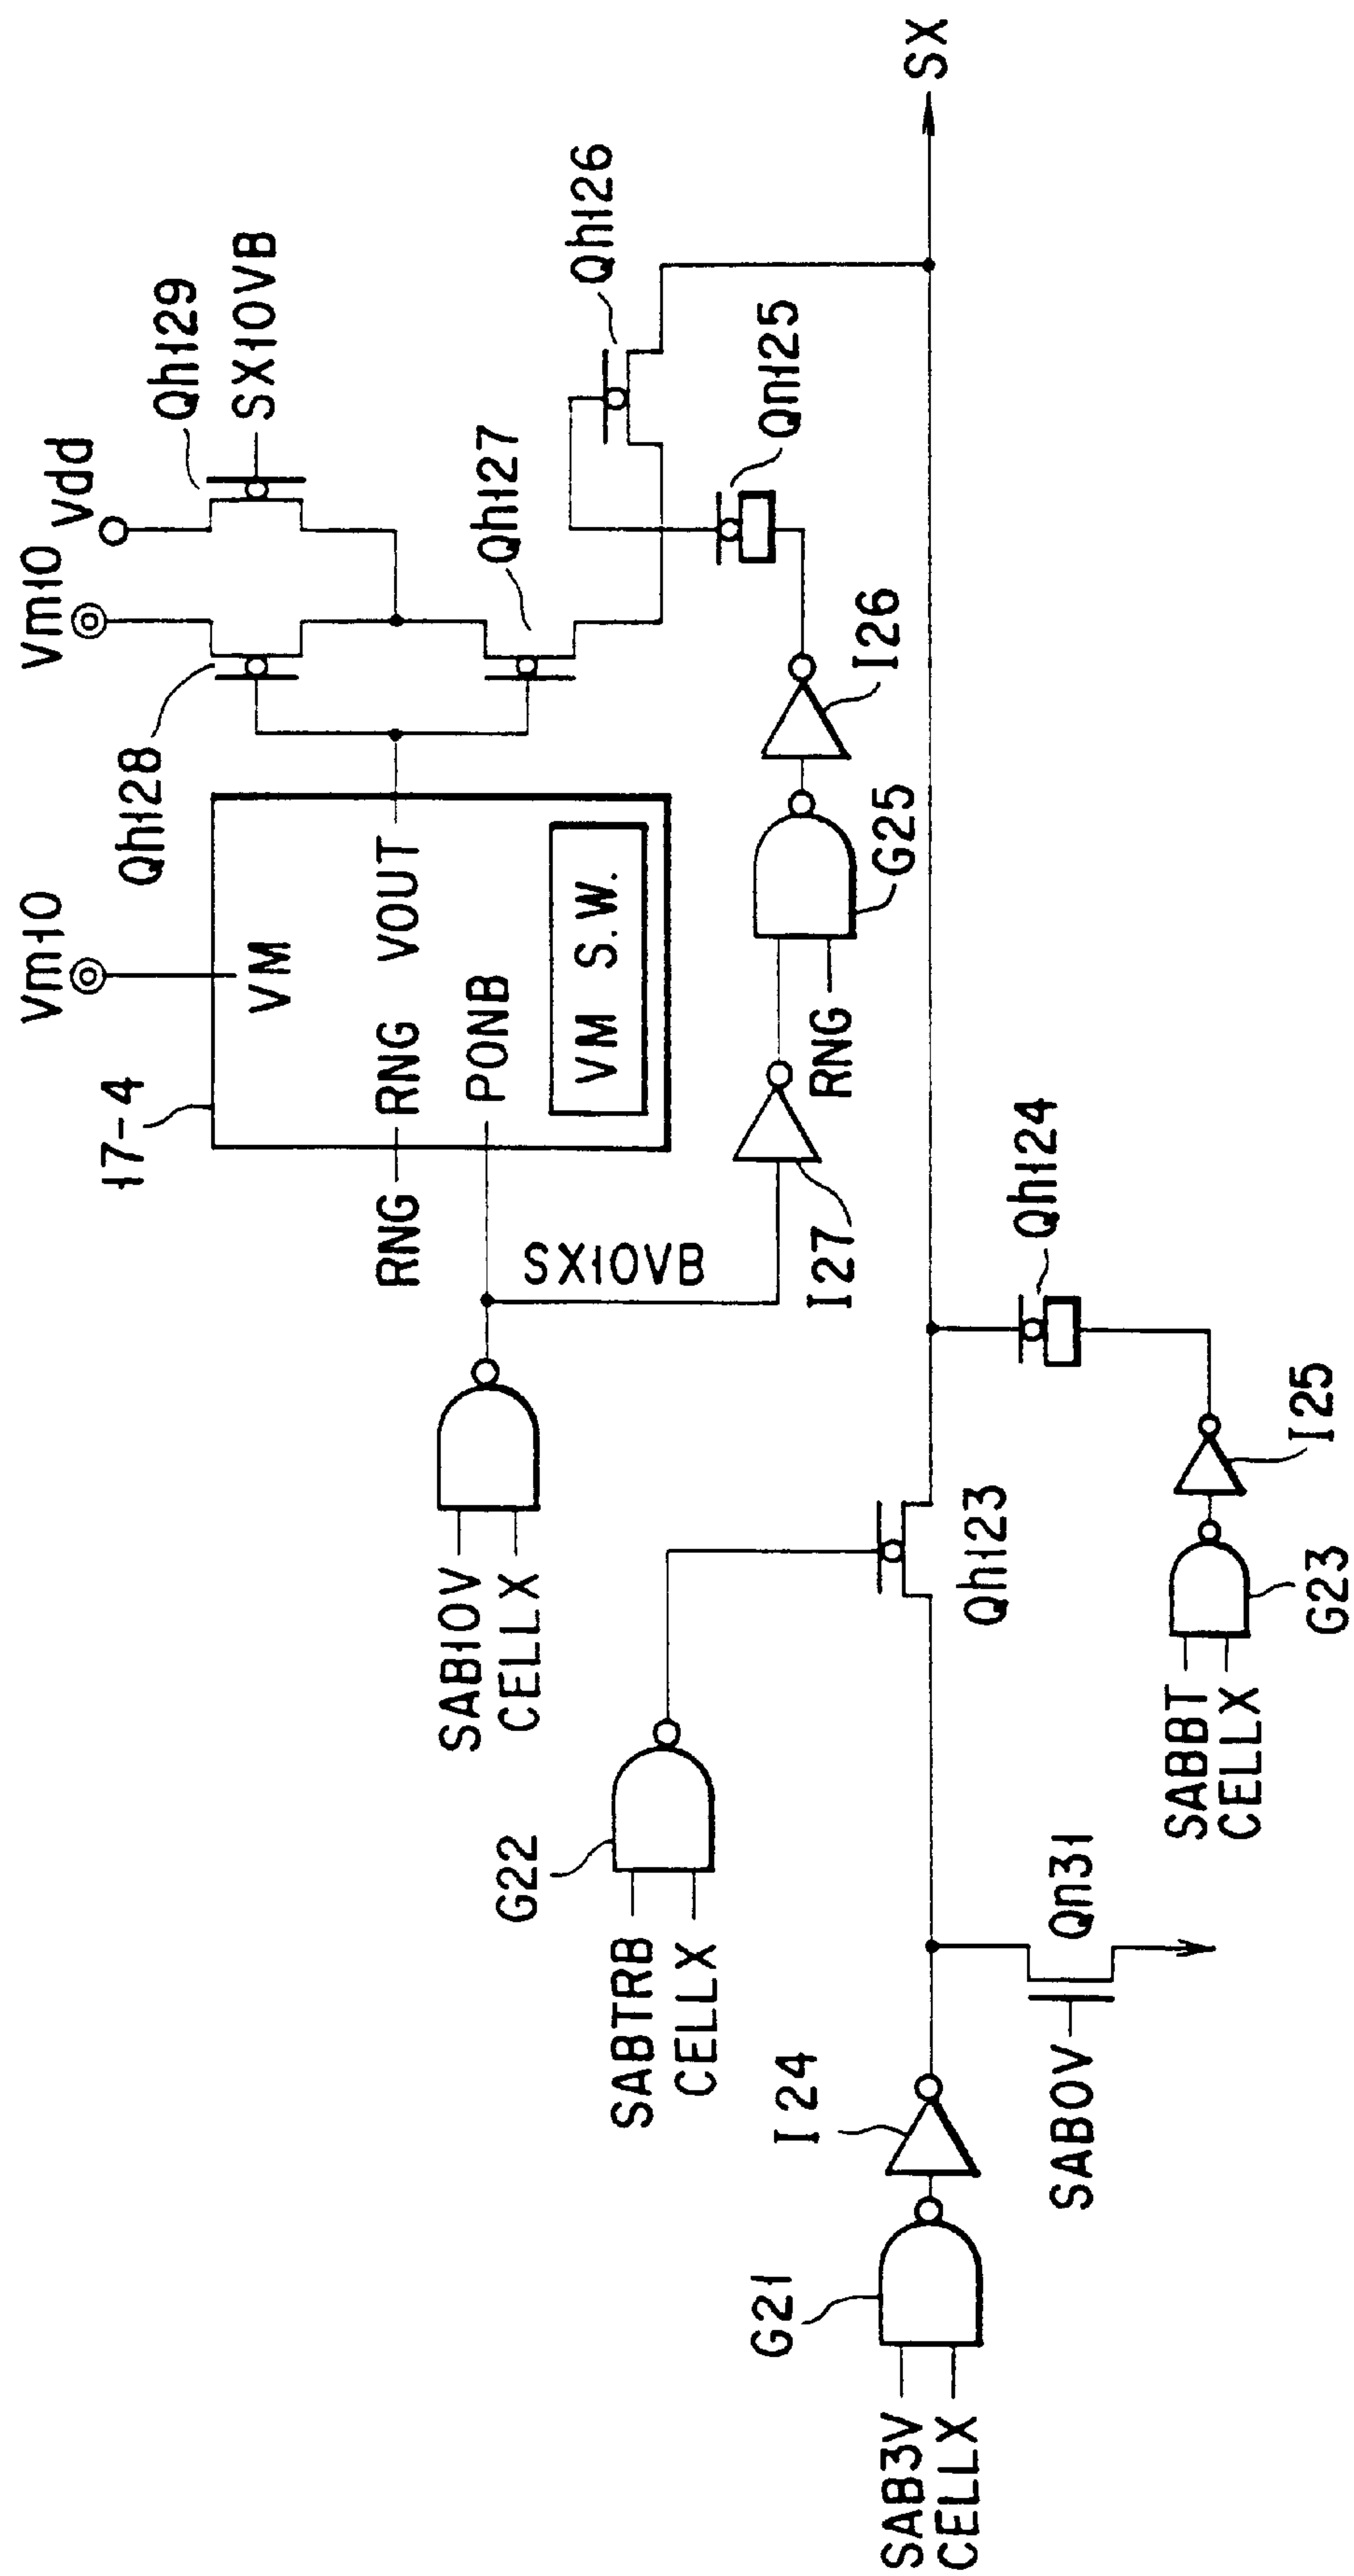 Vm10
Vm10
Vdd
Qh129
SX10VB
17-4
VM
Qh128
RNG
RNG
VOUT
PONB
VM S.W.
Qh127
Qh126
SAB10V
CELLX
SX10VB
I27
RNG
G25
I26
Qn125
G22
SABTRB
CELLX
Qh123
SX
G21
SAB3V
CELLX
I24
SAB0V
Qn31
Qh124
SABBT
CELLX
G23
I25